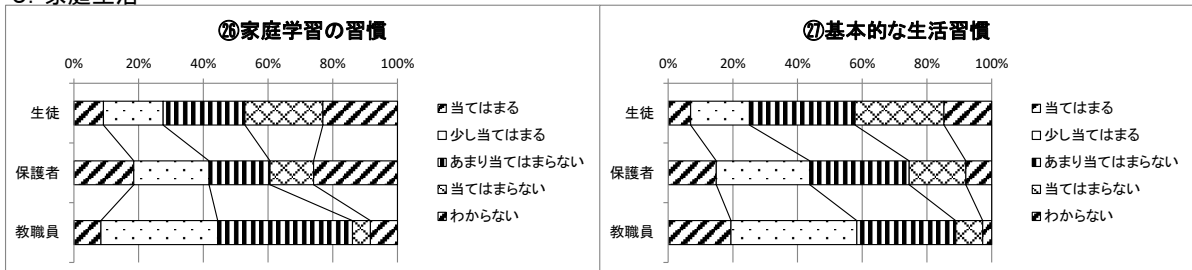 ㉖家庭学習の習慣
0% 20% 40% 60% 80% 100%
生徒
保護者
教職員
当てはまる
少し当てはまる
あまり当てはまらない
当てはまらない
わからない
㉗基本的な生活習慣
0% 20% 40% 60% 80% 100%
生徒
保護者
教職員
当てはまる
少し当てはまる
あまり当てはまらない
当てはまらない
わからない